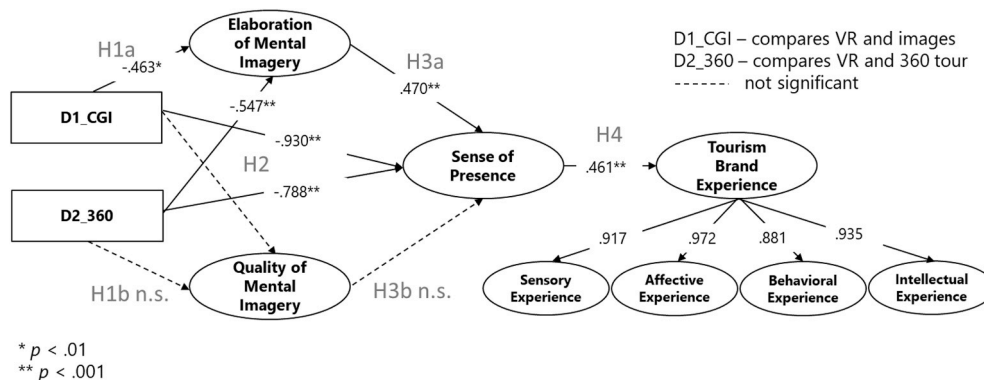 Elaboration
of Mental
Imagery
H1a
-.463*
H3a
.470**
D1_CGI – compares VR and images
D2_360 – compares VR and 360 tour
not significant
-.547**
D1_CGI
-.930**
H2
Sense of
Presence
H4
.461**
Tourism
Brand
Experience
-.788**
D2_360
.917
.972
.881
.935
Quality of
Mental
Imagery
H1b n.s.
H3b n.s.
Sensory
Experience
Affective
Experience
Behavioral
Experience
Intellectual
Experience
* p < .01
** p < .001